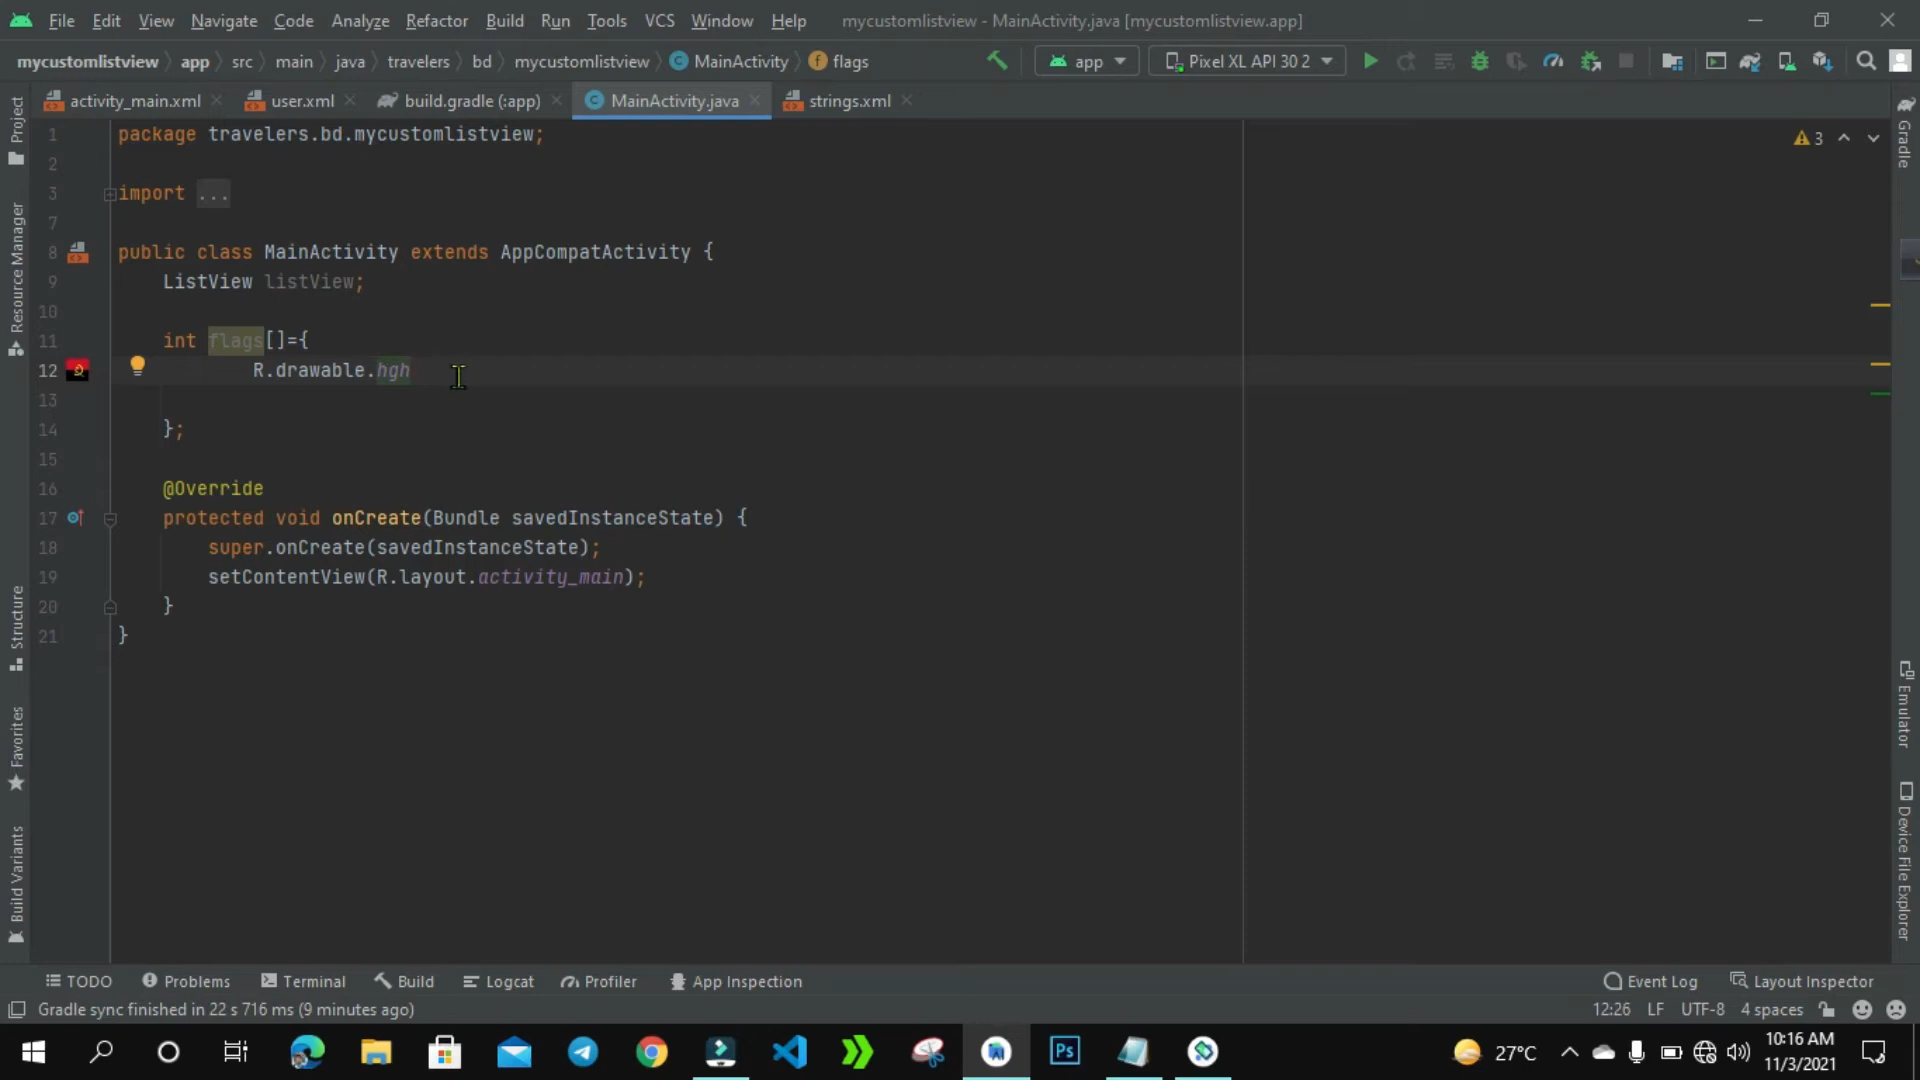 File Edit View Navigate Code Analyze Refactor Build Run Tools VCS Window Help mycustomlistview - MainActivity.java [mycustomlistview.app]
mycustomlistview app src main java travelers bd mycustomlistview MainActivity flags app Pixel XL API 30 2
activity_main.xml user.xml build.gradle (:app) MainActivity.java strings.xml
1 package travelers.bd.mycustomlistview;
2
3 import ...
7
8 public class MainActivity extends AppCompatActivity {
9 ListView listView;
10
11 int flags[]={
12 R.drawable.hgh
13
14 };
15
16 @Override
17 protected void onCreate(Bundle savedInstanceState) {
18 super.onCreate(savedInstanceState);
19 setContentView(R.layout.activity_main);
20 }
21 }
3
Project
Resource Manager
Structure
Favorites
Build Variants
Gradle
Emulator
Device File Explorer
TODO Problems Terminal Build Logcat Profiler App Inspection Event Log Layout Inspector
Gradle sync finished in 22 s 716 ms (9 minutes ago) 12:26 LF UTF-8 4 spaces
Ps 27°C 10:16 AM
11/3/2021